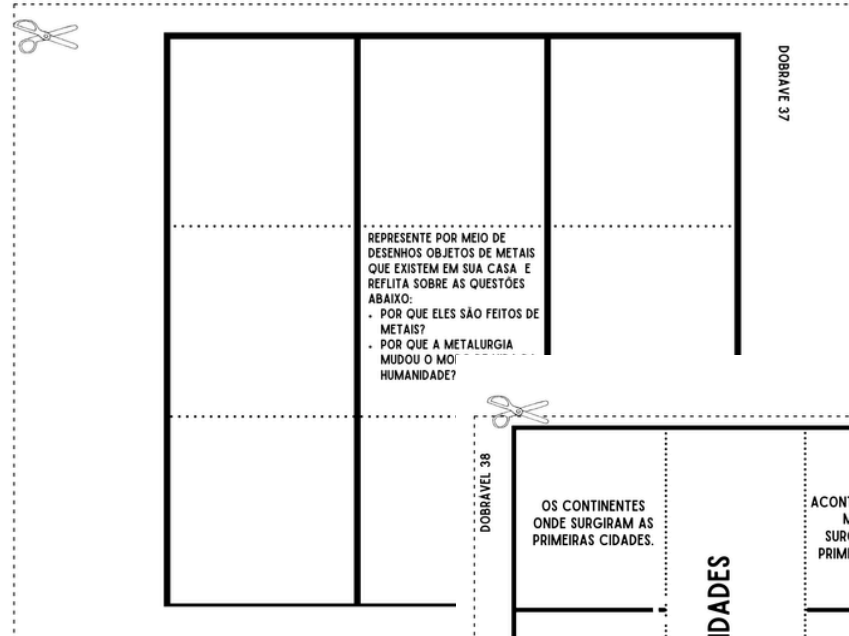 DOBRAVE 37
REPRESENTE POR MEIO DE
DESENHOS OBJETOS DE METAIS
QUE EXISTEM EM SUA CASA E
REFLITA SOBRE AS QUESTÕES
ABAIXO:
• POR QUE ELES SÃO FEITOS DE
METAIS?
• POR QUE A METALURGIA
MUDOU O
HUMANIDADE?
DOBRÁVEL 38
OS CONTINENTES
ONDE SURGIRAM AS
PRIMEIRAS CIDADES.